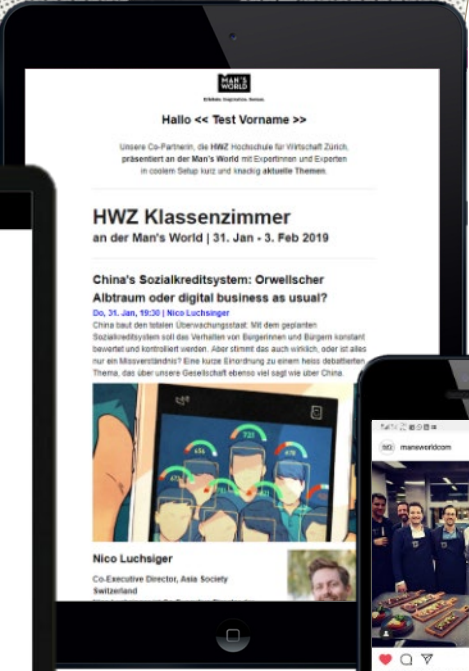 MAN'S
WORLD
Erleben. Inspiration. Genuss.
Hallo << Test Vorname >>
Unsere Co-Partnerin, die HWZ Hochschule für Wirtschaft Zürich,
präsentiert an der Man's World mit Expertinnen und Experten
in coolem Setup kurz und knackig aktuelle Themen.
HWZ Klassenzimmer
an der Man's World | 31. Jan - 3. Feb 2019
China's Sozialkreditsystem: Orwellscher
Albtraum oder digital business as usual?
Do, 31. Jan, 19:30 | Nico Luchsinger
China baut den totalen Überwachungsstaat: Mit dem geplanten
Sozialkreditsystem soll das Verhalten von Bürgerinnen und Bürgern konstant
bewertet und kontrolliert werden. Aber stimmt das auch wirklich, oder ist alles
nur ein Missverständnis? Eine kurze Einordnung zu einem heiss debattierten
Thema, das über unsere Gesellschaft ebenso viel sagt wie über China.
Nico Luchsiger
Co-Executive Director, Asia Society
Switzerland
mansworldcom